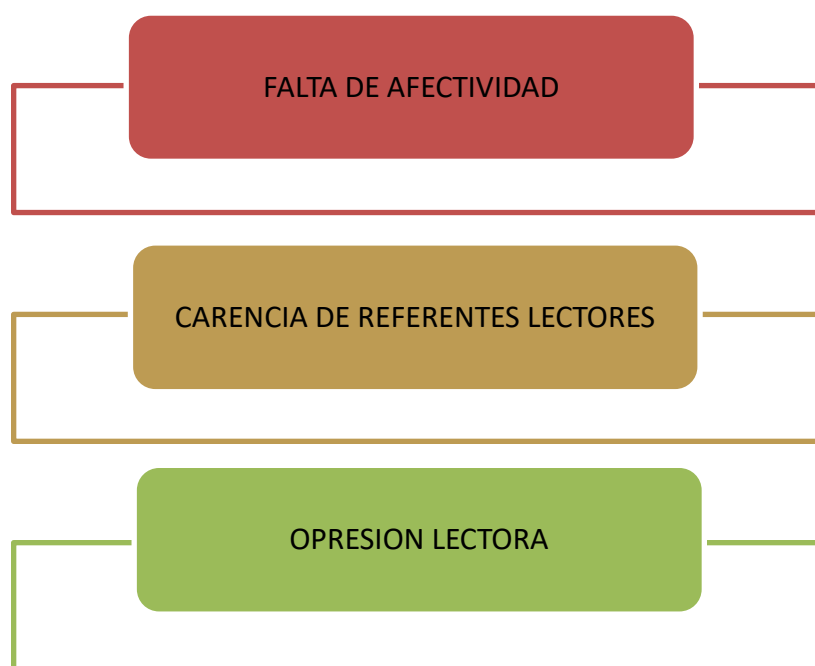 FALTA DE AFECTIVIDAD
CARENCIA DE REFERENTES LECTORES
OPRESION LECTORA